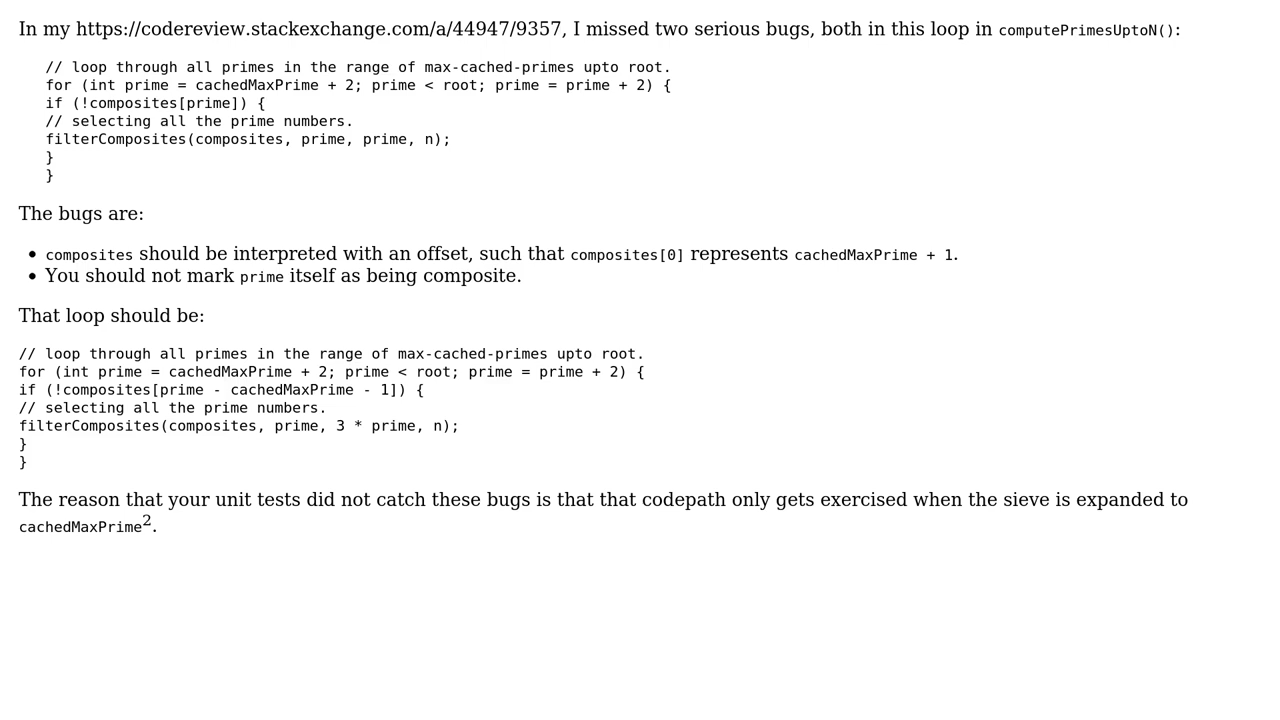 In my https://codereview.stackexchange.com/a/44947/9357, I missed two serious bugs, both in this loop in computePrimesUptoN():
// loop through all primes in the range of max-cached-primes upto root.
for (int prime = cachedMaxPrime + 2; prime < root; prime = prime + 2) {
if (!composites[prime]) {
// selecting all the prime numbers.
filterComposites(composites, prime, prime, n);
}
}
The bugs are:
• composites should be interpreted with an offset, such that composites[0] represents cachedMaxPrime + 1.
• You should not mark prime itself as being composite.
That loop should be:
// loop through all primes in the range of max-cached-primes upto root.
for (int prime = cachedMaxPrime + 2; prime < root; prime = prime + 2) {
if (!composites[prime - cachedMaxPrime - 1]) {
// selecting all the prime numbers.
filterComposites(composites, prime, 3 * prime, n);
}
}
The reason that your unit tests did not catch these bugs is that that codepath only gets exercised when the sieve is expanded to
cachedMaxPrime².